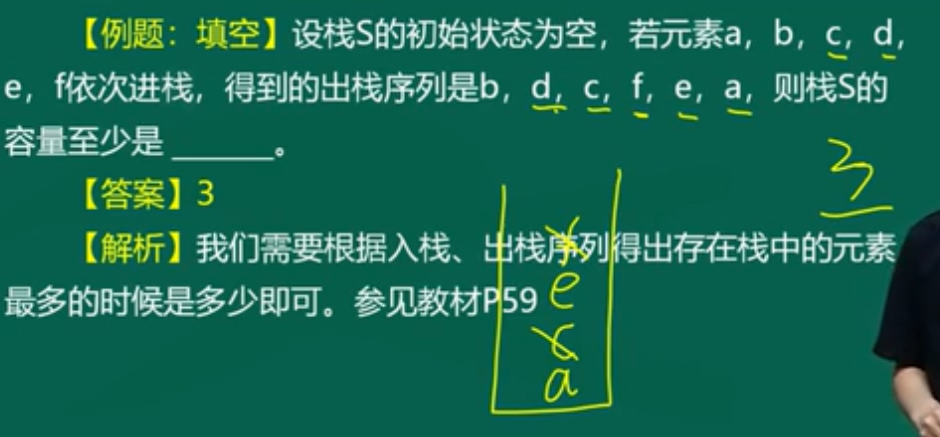 【例题：填空】设栈S的初始状态为空，若元素a，b，c，d，
e，f依次进栈，得到的出栈序列是b，d，c，f，e，a，则栈S的
容量至少是 ______。
3
【答案】3
【解析】我们需要根据入栈、出栈序列得出存在栈中的元素
最多的时候是多少即可。参见教材P59
e
c
a